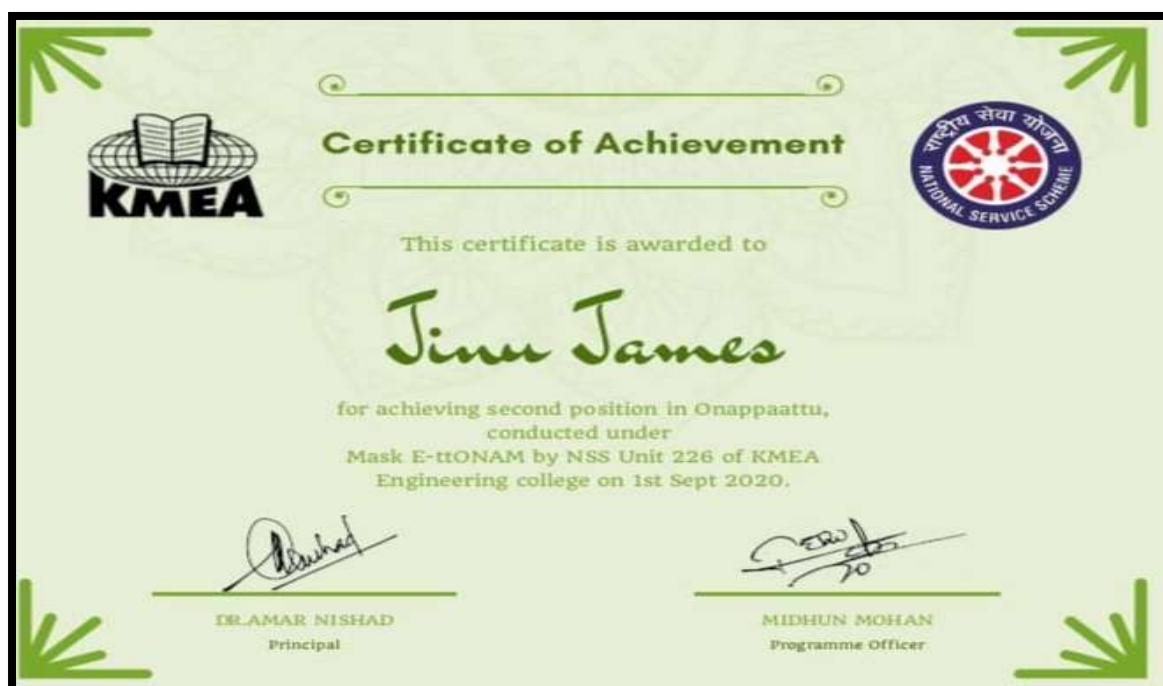 Certificate of Achievement
KMEA
राष्ट्रीय सेवा योजना
NATIONAL SERVICE SCHEME
This certificate is awarded to
Jinu James
for achieving second position in Onappaattu,
conducted under
Mask E-ttONAM by NSS Unit 226 of KMEA
Engineering college on 1st Sept 2020.
DR.AMAR NISHAD
Principal
MIDHUN MOHAN
Programme Officer